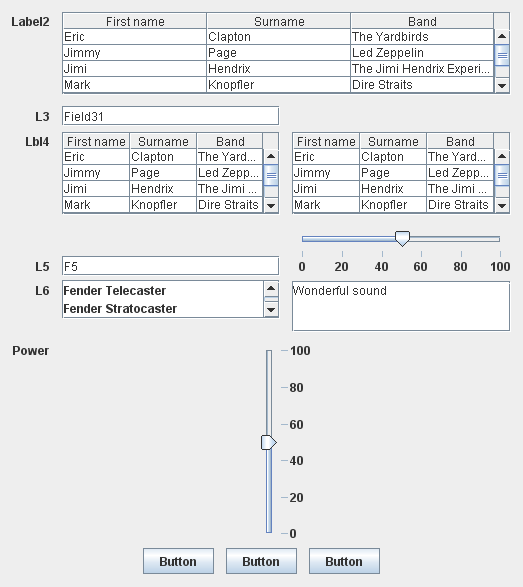 Label2 First name Surname Band
Eric Clapton The Yardbirds
Jimmy Page Led Zeppelin
Jimi Hendrix The Jimi Hendrix Experi...
Mark Knopfler Dire Straits
L3 Field31
Lbl4 First name Surname Band First name Surname Band
Eric Clapton The Yard... Eric Clapton The Yard...
Jimmy Page Led Zepp... Jimmy Page Led Zepp...
Jimi Hendrix The Jimi ... Jimi Hendrix The Jimi ...
Mark Knopfler Dire Straits Mark Knopfler Dire Straits
0 20 40 60 80 100
L5 F5
L6 Fender Telecaster Wonderful sound
Fender Stratocaster
Power 100
80
60
40
20
0
Button Button Button